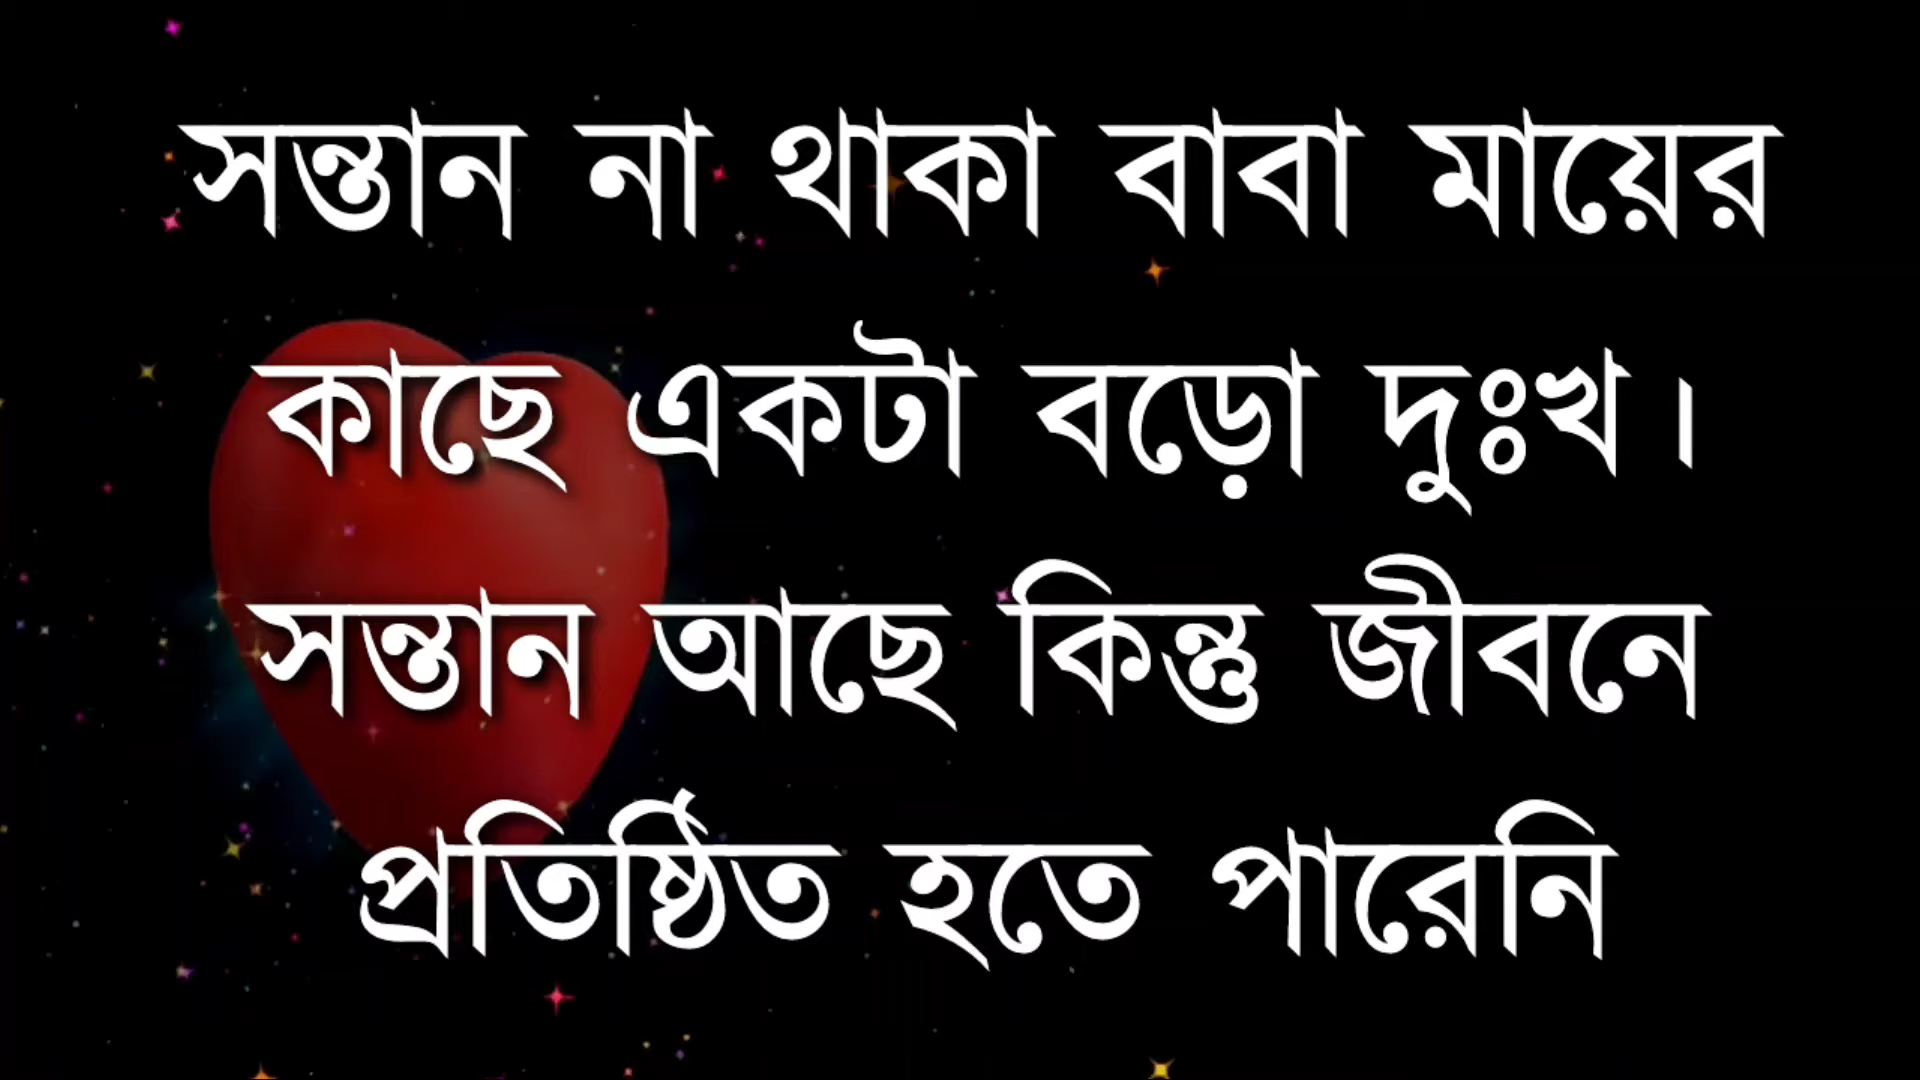 সন্তান না থাকা বাবা মায়ের
কাছে একটা বড়ো দুঃখ।
সন্তান আছে কিন্তু জীবনে
প্রতিষ্ঠিত হতে পারেনি